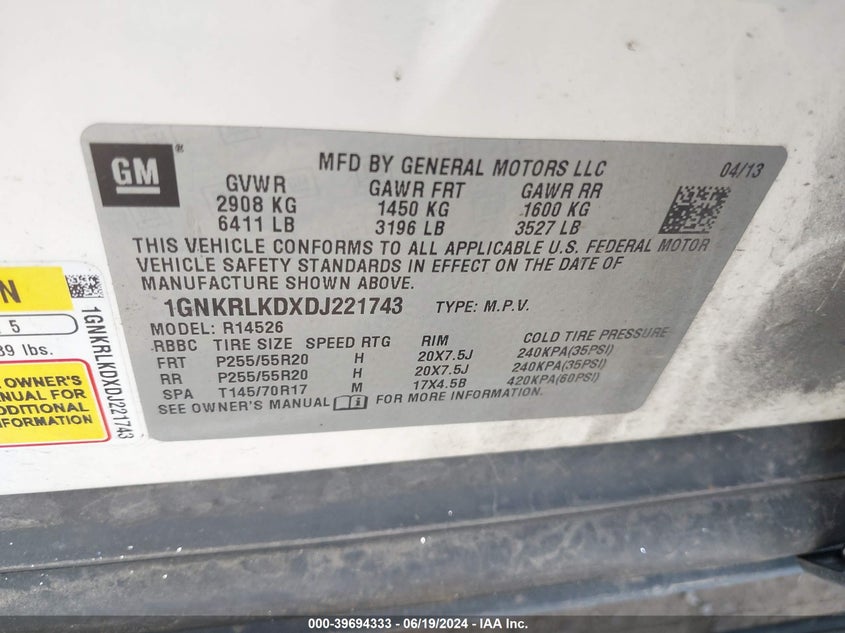 GM
MFD BY GENERAL MOTORS LLC
04/13
GVWR GAWR FRT GAWR RR
2908 KG 1450 KG 1600 KG
6411 LB 3196 LB 3527 LB
THIS VEHICLE CONFORMS TO ALL APPLICABLE U.S. FEDERAL MOTOR
VEHICLE SAFETY STANDARDS IN EFFECT ON THE DATE OF
MANUFACTURE SHOWN ABOVE.
1GNKRLKDXDJ221743 TYPE: M.P.V.
MODEL: R14526
RBBC TIRE SIZE SPEED RTG RIM COLD TIRE PRESSURE
FRT P255/55R20 H 20X7.5J 240KPA(35PSI)
RR P255/55R20 H 20X7.5J 240KPA(35PSI)
SPA T145/70R17 M 17X4.5B 420KPA(60PSI)
SEE OWNER'S MANUAL FOR MORE INFORMATION.
N
5
39 lbs.
OWNER'S
MANUAL FOR
ADDITIONAL
INFORMATION
1GNKRLKDXDJ221743
000-39694333 - 06/19/2024 - IAA Inc.